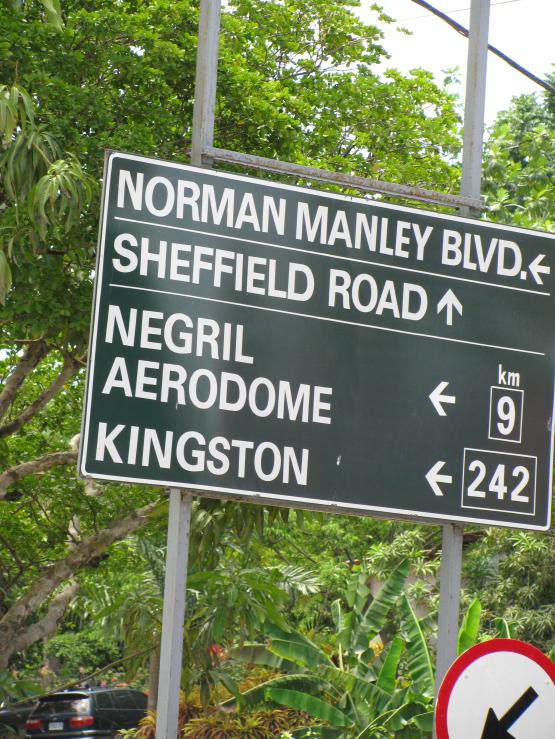 NORMAN MANLEY BLVD. ←
SHEFFIELD ROAD ↑
NEGRIL
km
AERODOME ← 9
KINGSTON ← 242